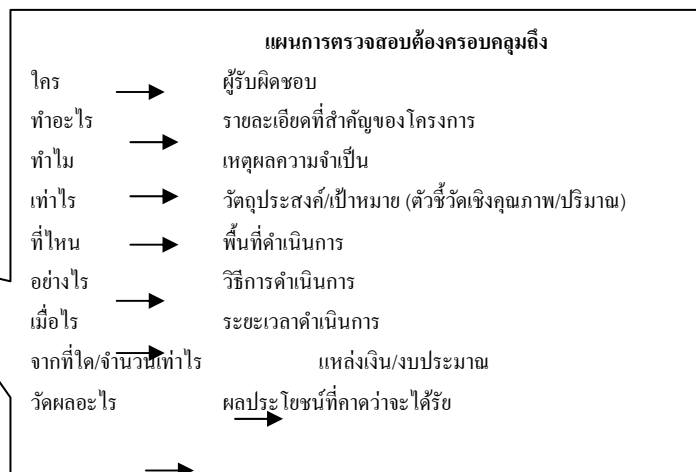 แผนการตรวจสอบต้องครอบคลุมถึง
ใคร ผู้รับผิดชอบ
ทำอะไร รายละเอียดที่สำคัญของโครงการ
ทำไม เหตุผลความจำเป็น
เท่าไร วัตถุประสงค์/เป้าหมาย (ตัวชี้วัดเชิงคุณภาพ/ปริมาณ)
ที่ไหน พื้นที่ดำเนินการ
อย่างไร วิธีการดำเนินการ
เมื่อไร ระยะเวลาดำเนินการ
จากที่ใด/จำนวนเท่าไร แหล่งเงิน/งบประมาณ
วัดผลอะไร ผลประโยชน์ที่คาดว่าจะได้รัย